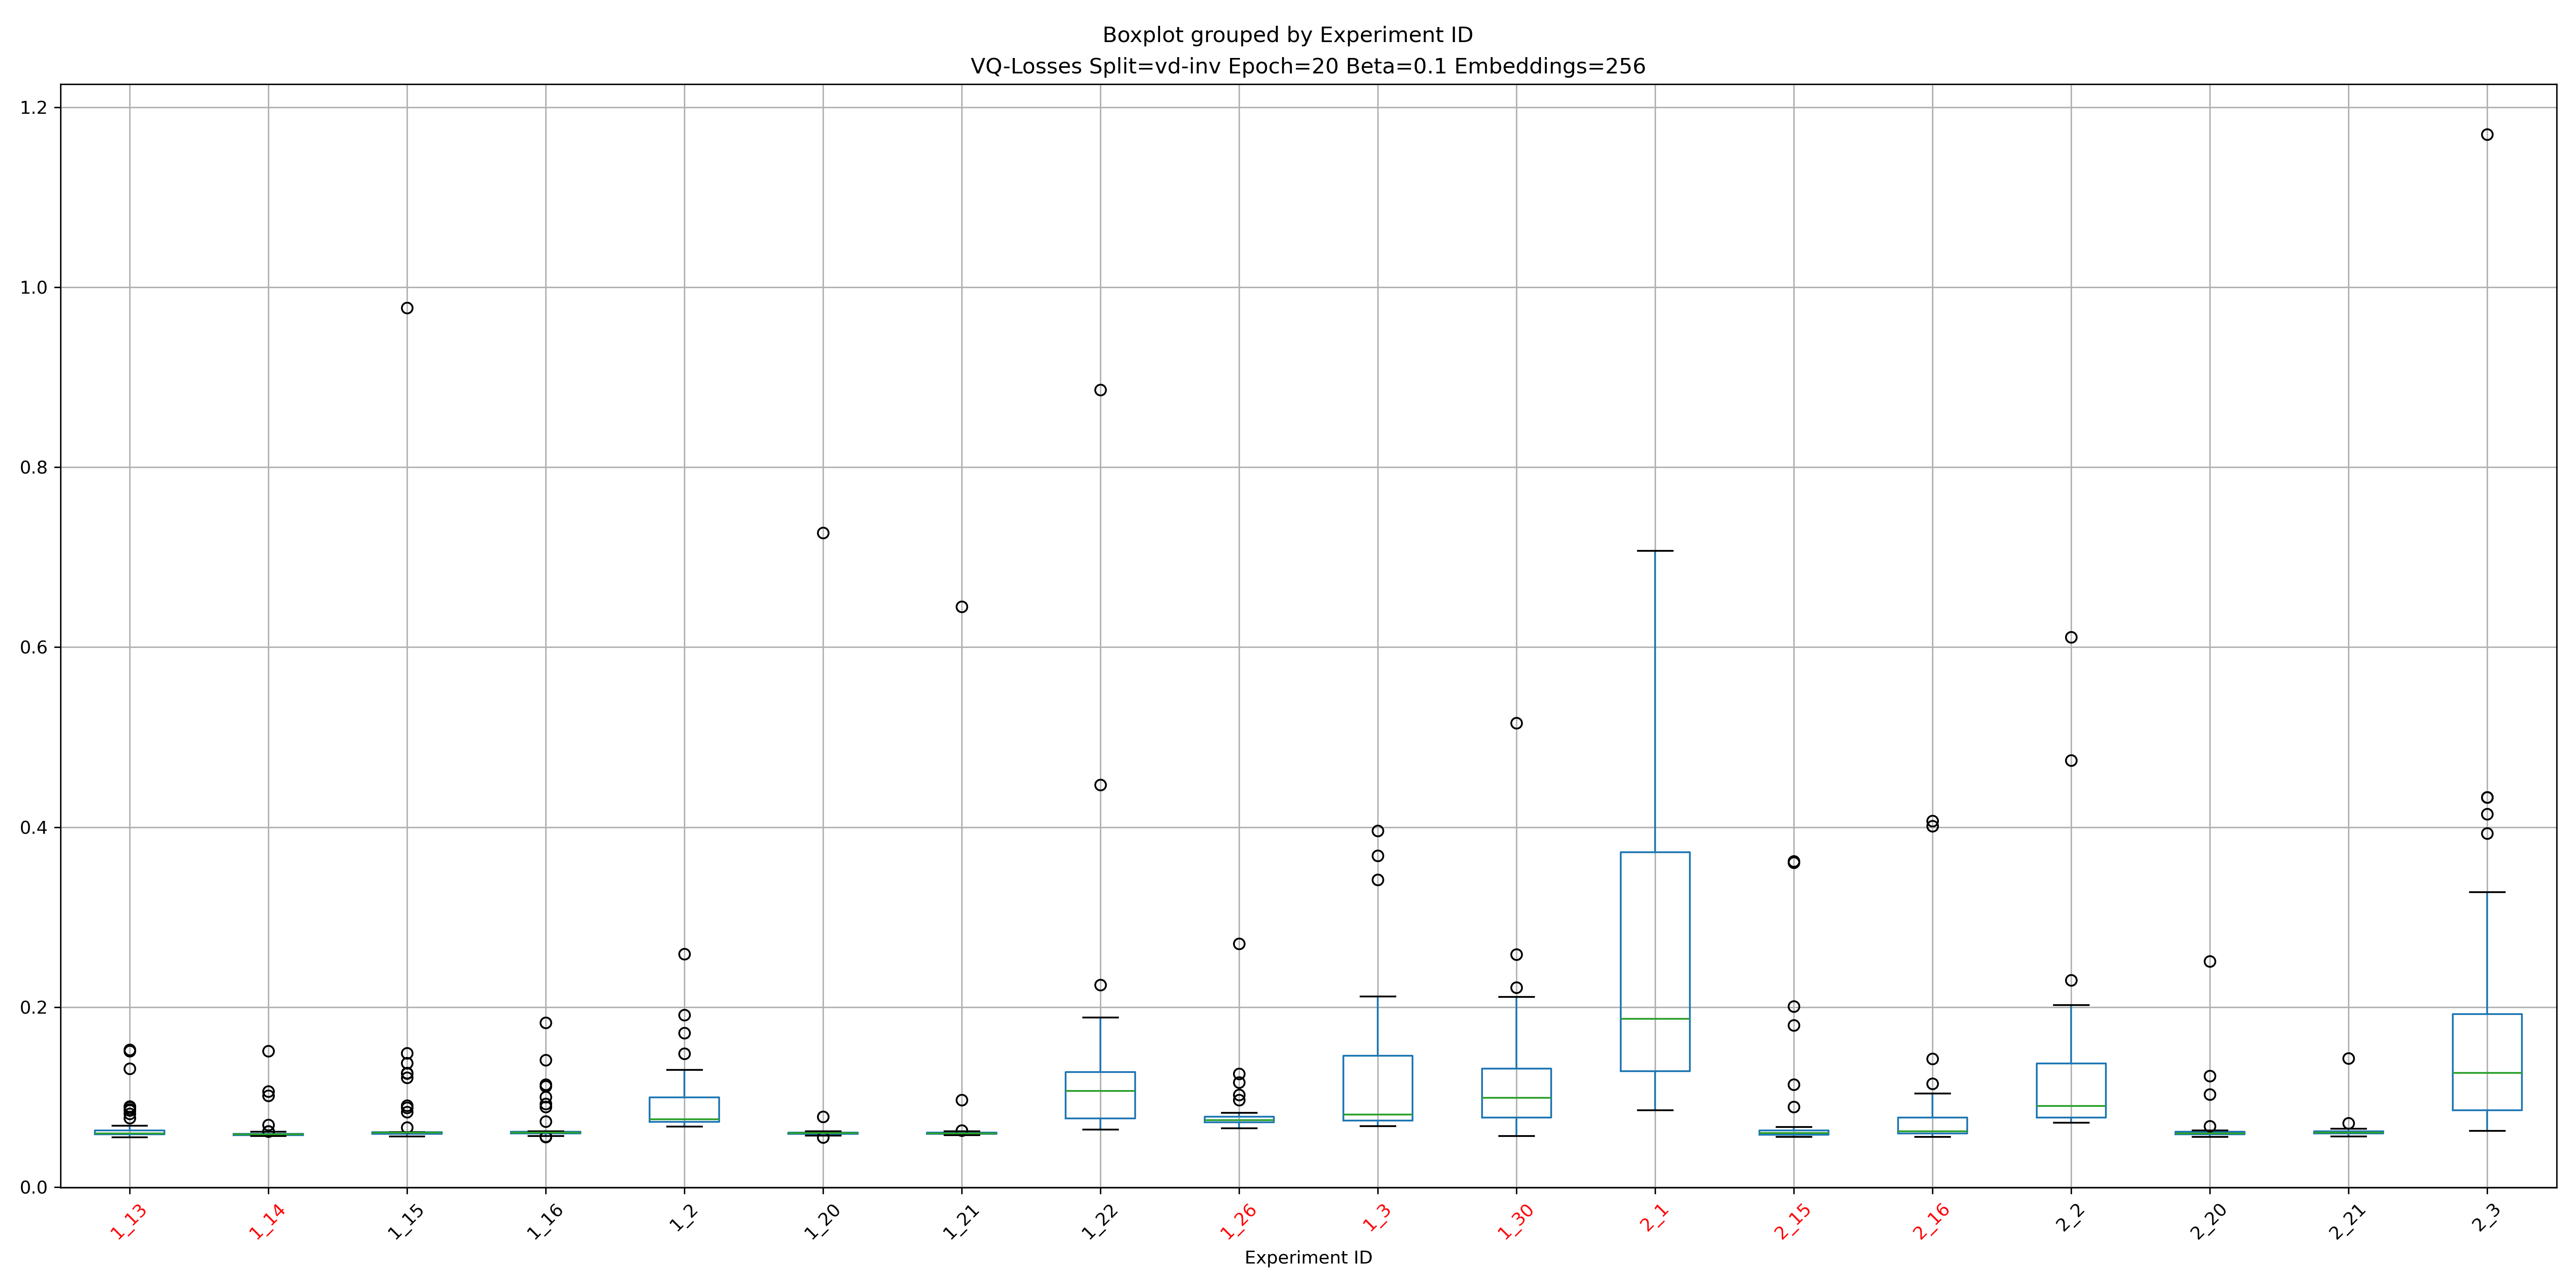 Boxplot grouped by Experiment ID
VQ-Losses Split=vd-inv Epoch=20 Beta=0.1 Embeddings=256
1.2
1.0
0.8
0.6
0.4
0.2
0.0
1_13 1_14 1_15 1_16 1_2 1_20 1_21 1_22 1_26 1_3 1_30 2_1 2_15 2_16 2_2 2_20 2_21 2_3
Experiment ID